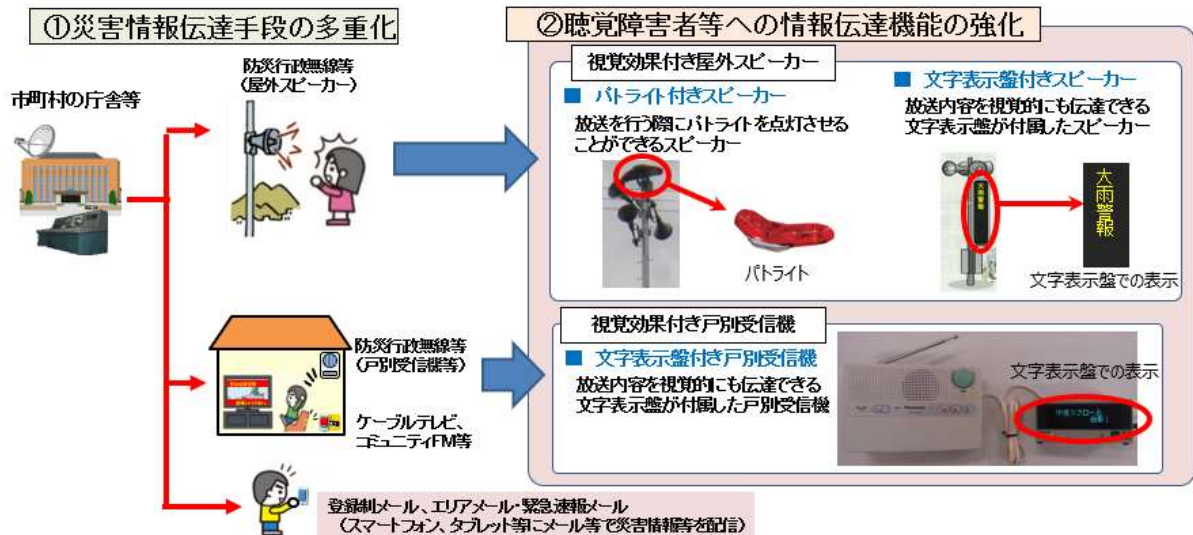 ①災害情報伝達手段の多重化
市町村の庁舎等
防災行政無線等
(屋外スピーカー)
防災行政無線等
(戸別受信機等)
ケーブルテレビ、
コミュニティFM等
登録制メール、エリアメール・緊急速報メール
(スマートフォン、タブレット等にメール等で災害情報等を配信)
②聴覚障害者等への情報伝達機能の強化
視覚効果付き屋外スピーカー
■ パトライト付きスピーカー
放送を行う際にパトライトを点灯させる
ことができるスピーカー
パトライト
■ 文字表示盤付きスピーカー
放送内容を視覚的にも伝達できる
文字表示盤が付属したスピーカー
大雨警報
大雨警報
文字表示盤での表示
視覚効果付き戸別受信機
■ 文字表示盤付き戸別受信機
放送内容を視覚的にも伝達できる
文字表示盤が付属した戸別受信機
文字表示盤での表示